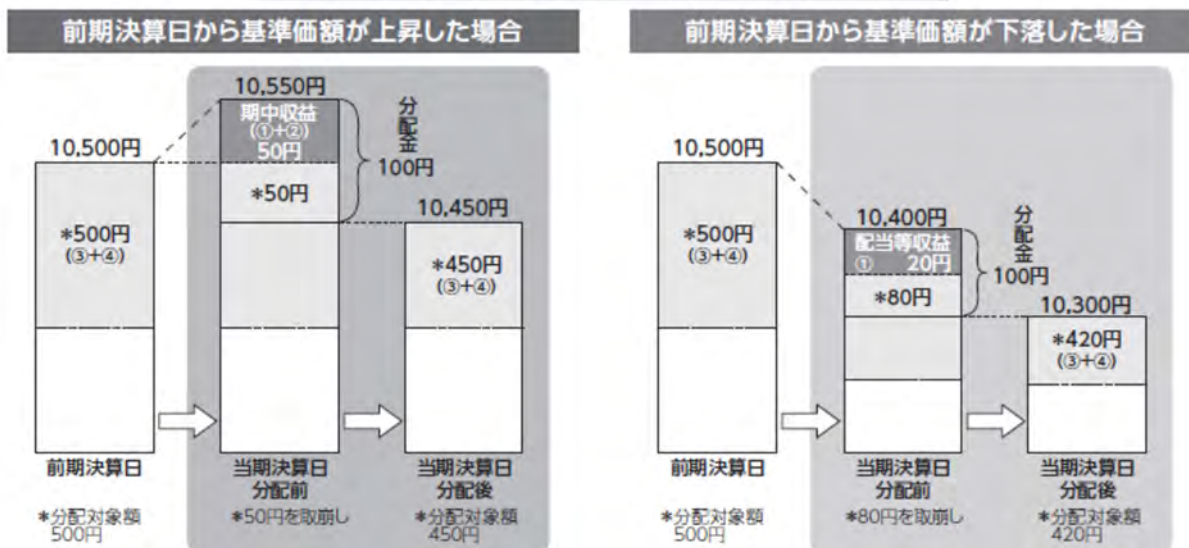 前期決算日から基準価額が上昇した場合
10,550円
期中収益
(①+②)
50円
分配金
100円
10,500円
*50円
10,450円
*500円
(③+④)
*450円
(③+④)
前期決算日
当期決算日
分配前
当期決算日
分配後
*分配対象額
500円
*50円を取崩し
*分配対象額
450円
前期決算日から基準価額が下落した場合
10,500円
10,400円
配当等収益
① 20円
分配金
100円
*500円
(③+④)
*80円
10,300円
*420円
(③+④)
前期決算日
当期決算日
分配前
当期決算日
分配後
*分配対象額
500円
*80円を取崩し
*分配対象額
420円